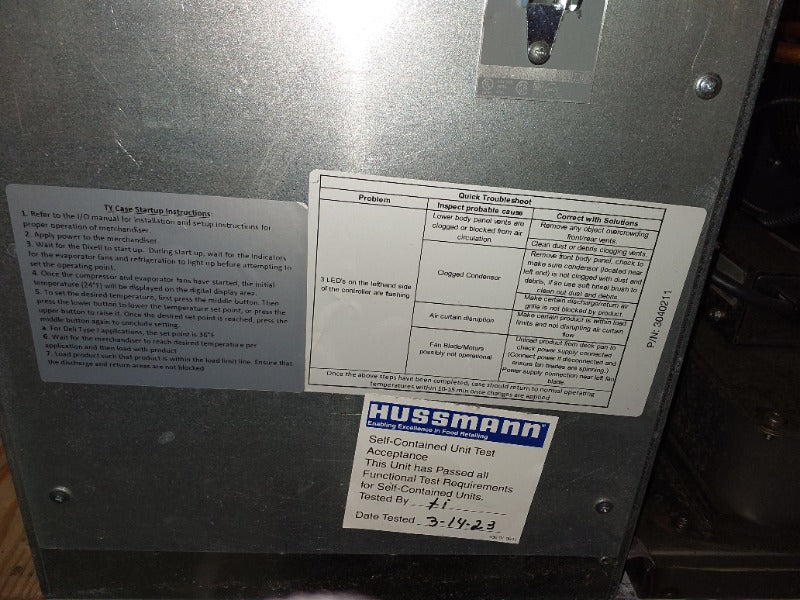 TY Case Startup Instructions:
1. Refer to the I/O manual for installation and setup instructions for
proper operation of merchandiser.
2. Apply power to the merchandiser.
3. Wait for the Dixell to start up. During start up, wait for the indicators
for the evaporator fans and refrigeration to light up before attempting to
set the operating point.
4. Once the compressor and evaporator fans have started, the initial
temperature (24°F) will be displayed on the digital display area.
5. To set the desired temperature, first press the middle button. Then
press the lower button to lower the temperature set point, or press the
upper button to raise it. Once the desired set point is reached, press the
middle button again to conclude setting.
a. For Deli Type I applications, the set point is 36°F
6. Wait for the merchandiser to reach desired temperature per
application and then load with product
7. Load product such that product is within the load limit line. Ensure that
the discharge and return areas are not blocked
Quick Troubleshoot
Problem
Inspect probable cause
Correct with Solutions
3 LED's on the lefthand side
of the controller are flashing
Lower body panel vents are
clogged or blocked from air
circulation
Remove any object overcrowding
front/rear vents.
Clean dust or debris clogging vents.
Clogged Condensor
Remove front body panel, check to
make sure condensor (located near
left end) is not clogged with dust and
debris, if so use soft bristil brush to
clean out dust and debris
Air curtain disruption
Make certain discharge/return air
grille is not blocked by product
Make certain product is within load
limits and not disrupting air curtain
flow
Fan Blade/Motors
possibly not operational
Unload product from deck pan to
check power supply connected
(Connect power if disconnected and
ensure fan blades are spinning.)
Power supply connection near left fan
blade.
Once the above steps have been completed, case should return to normal operating
temperatures within 10-15 min once changes are applied
P/N: 3040211
HUSSMANN®
Enabling Excellence in Food Retailing
Self-Contained Unit Test
Acceptance
This Unit has Passed all
Functional Test Requirements
for Self-Contained Units.
Tested By
Date Tested 3-14-23